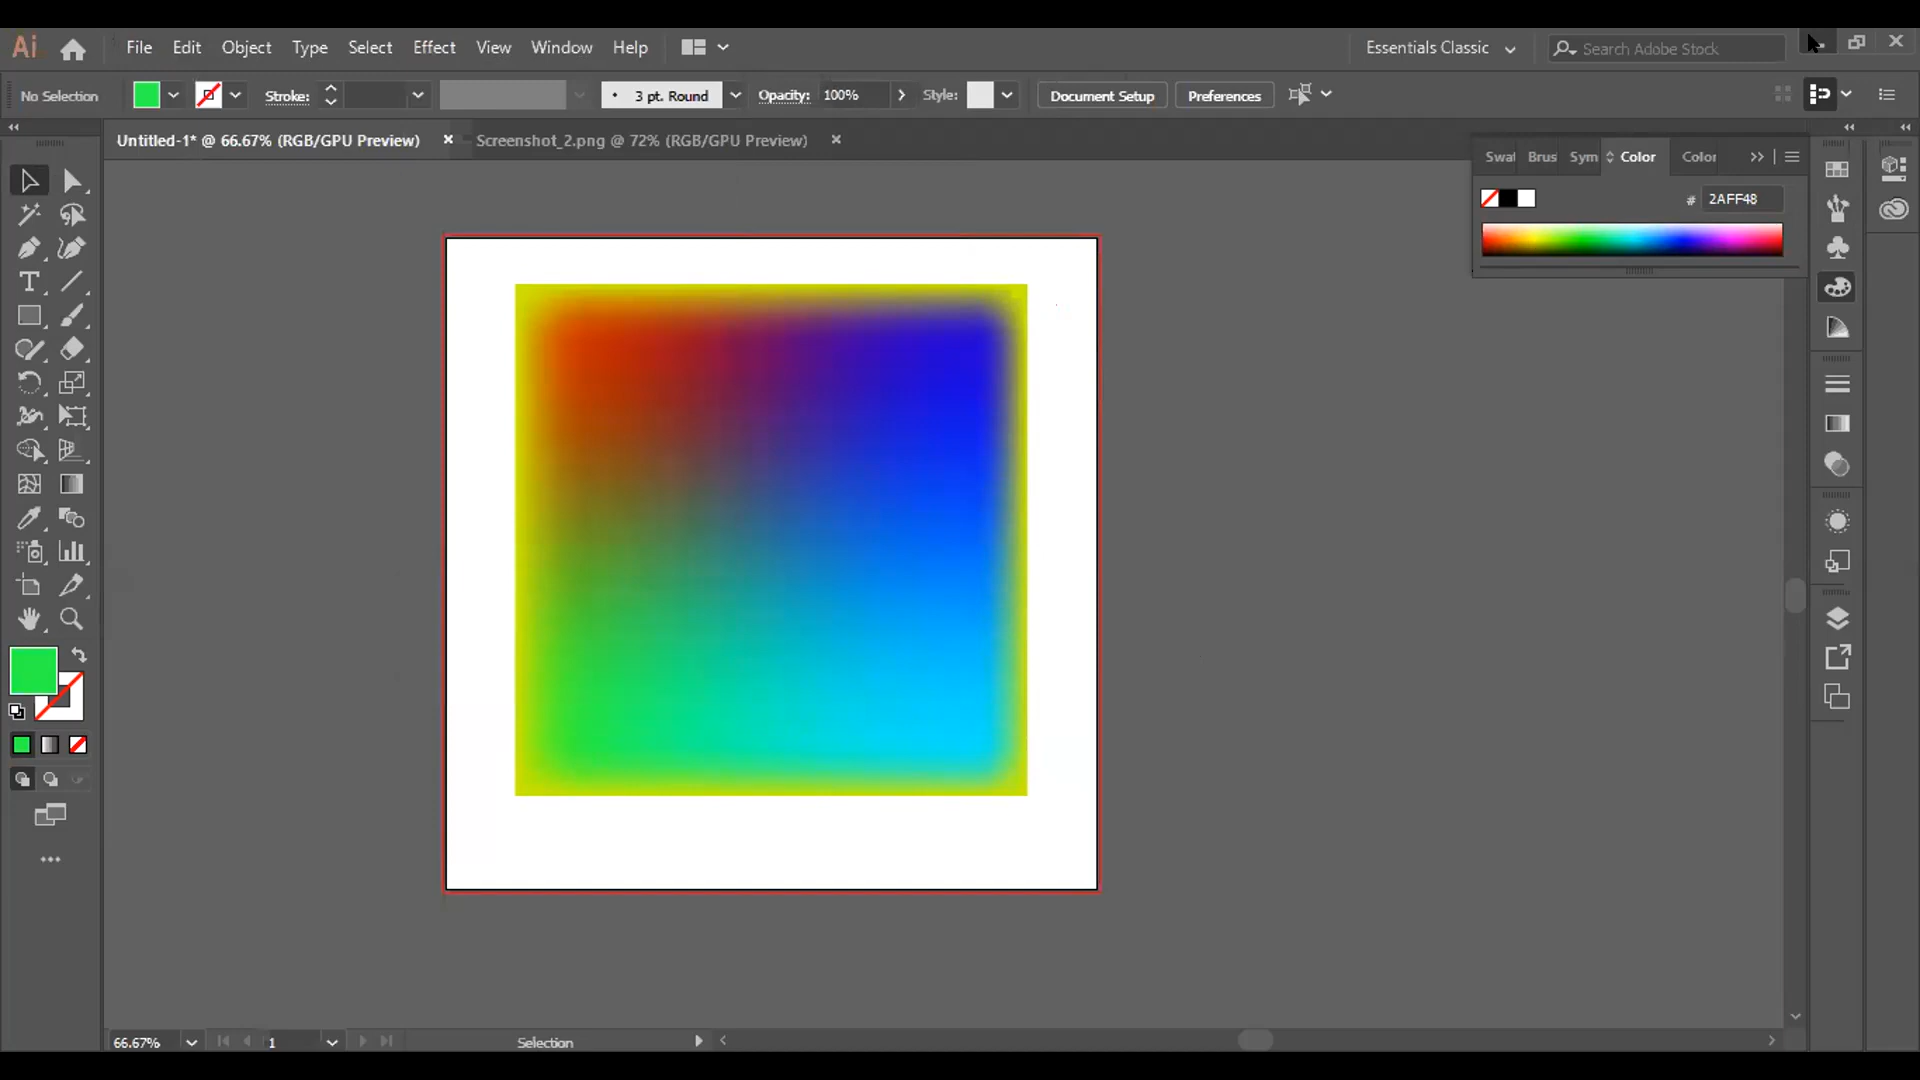 Ai File Edit Object Type Select Effect View Window Help Essentials Classic Search Adobe Stock
No Selection Stroke: 3 pt. Round Opacity: 100% Style: Document Setup Preferences
Untitled-1* @ 66.67% (RGB/GPU Preview) Screenshot_2.png @ 72% (RGB/GPU Preview)
Swat Brus Sym Color Color
# 2AFF48
66.67% 1 Selection